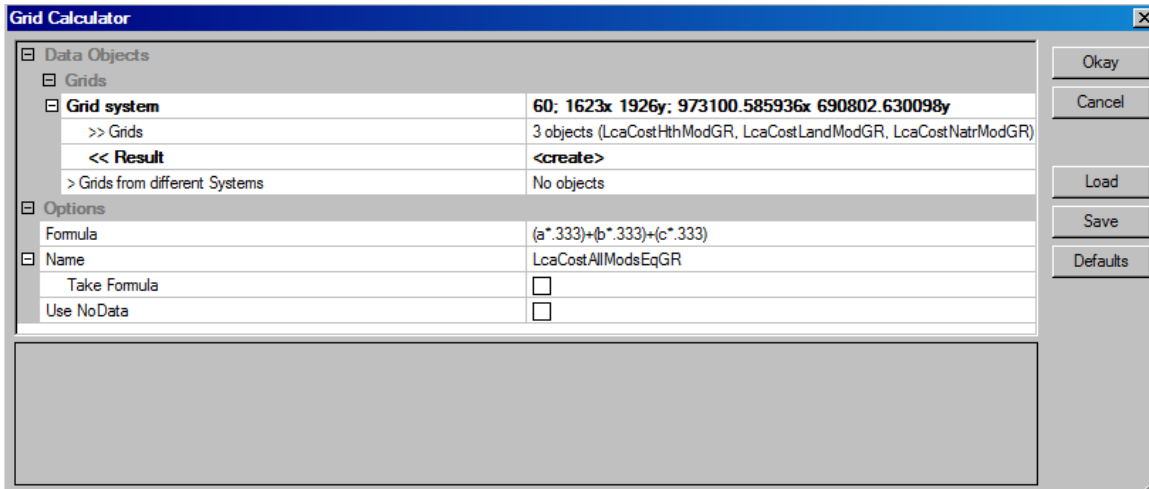 Grid Calculator
Data Objects
Grids
Grid system 60; 1623x 1926y; 973100.585936x 690802.630098y
>> Grids 3 objects (LcaCostHthModGR, LcaCostLandModGR, LcaCostNatrModGR)
<< Result <create>
> Grids from different Systems No objects
Options
Formula (a*.333)+(b*.333)+(c*.333)
Name LcaCostAllModsEqGR
Take Formula
Use NoData
Okay
Cancel
Load
Save
Defaults